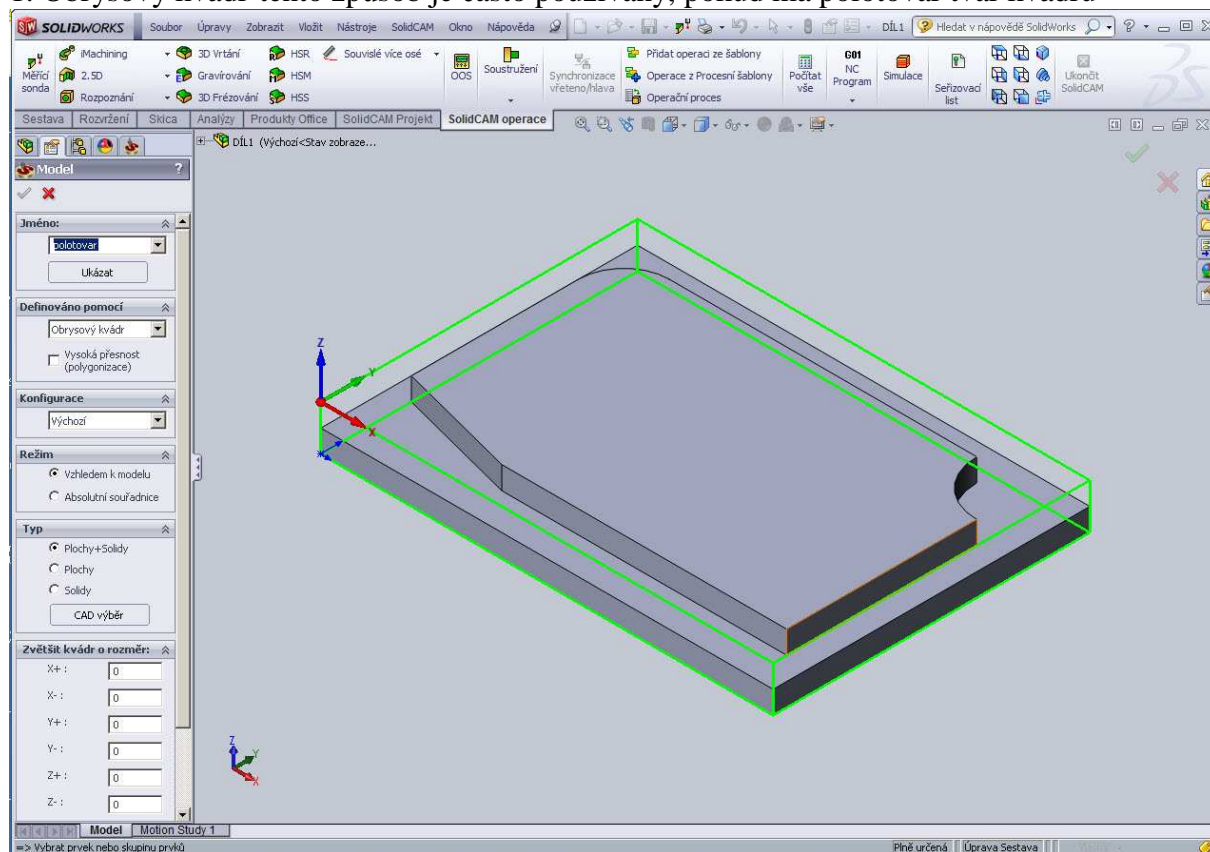 1. Obrysový kvádr tento způsob je často používaný, pokud má polotovar tvar kvádru
SOLIDWORKS Soubor Úpravy Zobrazit Vložit Nástroje SolidCAM Okno Nápověda DÍL1 Hledat v nápovědě SolidWorks
Měřící sonda
iMachining
2.5D
Rozpoznání
3D Vrtání
Gravírování
3D Frézování
HSR
HSM
HSS
Souvislé více osé
OOS
Soustružení
Synchronizace vřeteno/hlava
Přidat operaci ze šablony
Operace z Procesní šablony
Operační proces
Počítat vše
G01
NC Program
Simulace
Seřizovací list
Ukončit SolidCAM
Sestava Rozvržení Skica Analýzy Produkty Office SolidCAM Projekt SolidCAM operace
DÍL1 (Výchozí<Stav zobraze...
Model ?
Jméno:
polotovar
Ukázat
Definováno pomocí
Obrysový kvádr
Vysoká přesnost
(polygonizace)
Konfigurace
Výchozí
Režim
Vzhledem k modelu
Absolutní souřadnice
Typ
Plochy+Solidy
Plochy
Solidy
CAD výběr
Zvětšit kvádr o rozměr:
X+ : 0
X- : 0
Y+ : 0
Y- : 0
Z+ : 0
Z- : 0
Z
Y
X
Z
Y
X
Model Motion Study 1
=> Vybrat prvek nebo skupinu prvků
Plně určená Úprava Sestava